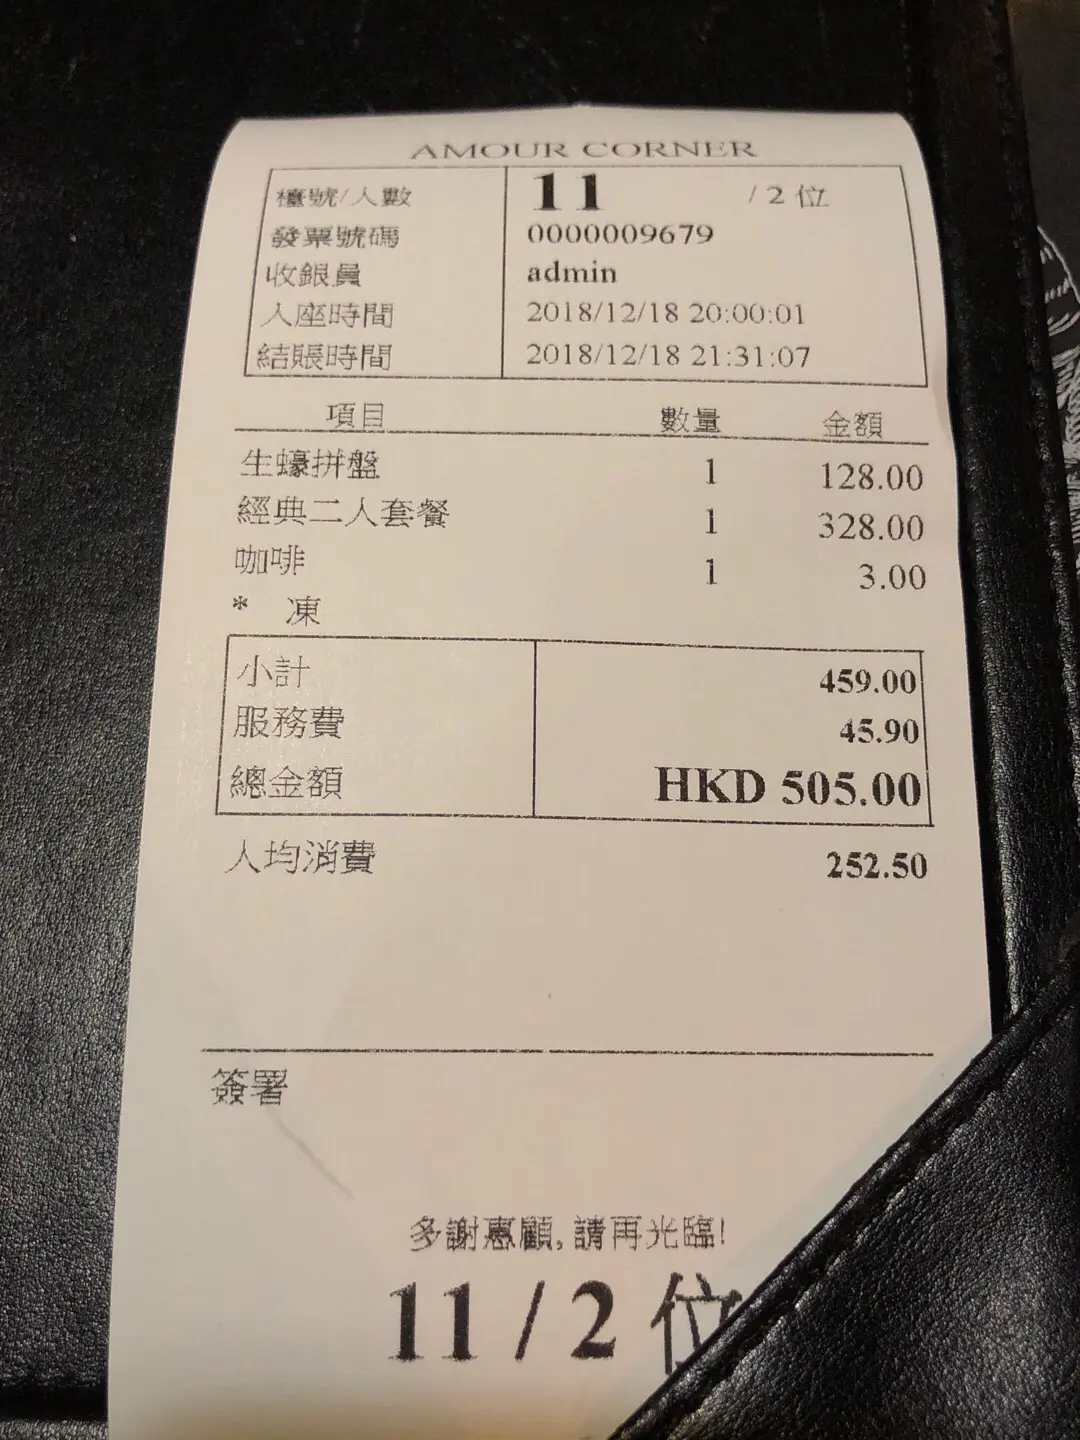 AMOUR CORNER
檯號/人數 11 / 2 位
發票號碼 0000009679
收銀員 admin
入座時間 2018/12/18 20:00:01
結賬時間 2018/12/18 21:31:07
項目 數量 金額
生蠔拼盤 1 128.00
經典二人套餐 1 328.00
咖啡 1 3.00
* 凍
小計 459.00
服務費 45.90
總金額 HKD 505.00
人均消費 252.50
簽署
多謝惠顧,請再光臨!
11 / 2 位